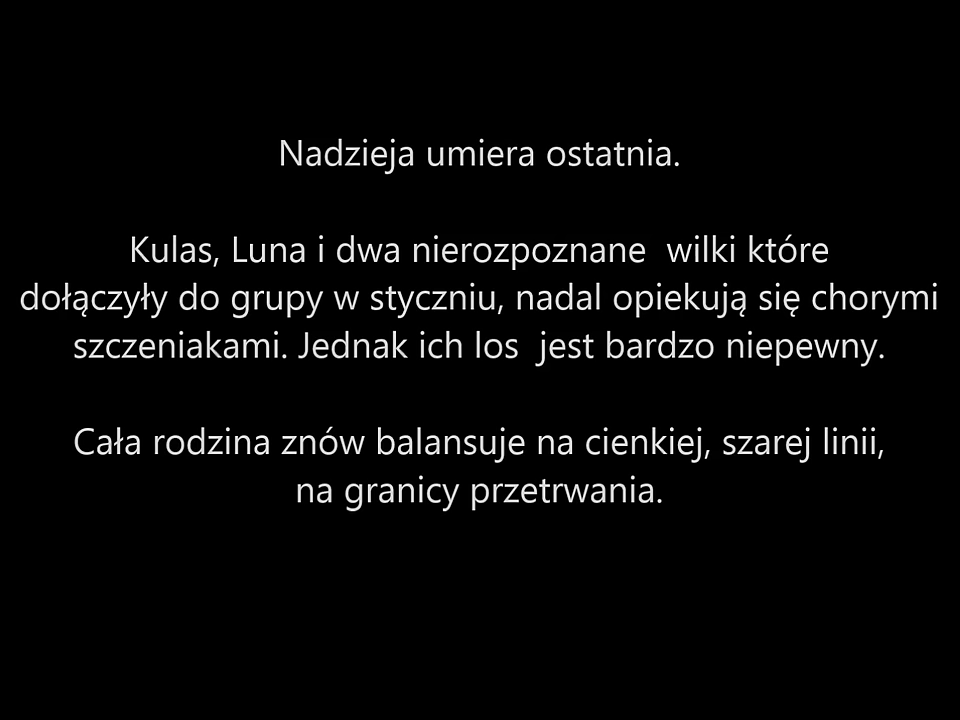 Nadzieja umiera ostatnia.
Kulas, Luna i dwa nierozpoznane  wilki które
dołączyły do grupy w styczniu, nadal opiekują się chorymi
szczeniakami. Jednak ich los  jest bardzo niepewny.
Cała rodzina znów balansuje na cienkiej, szarej linii,
na granicy przetrwania.